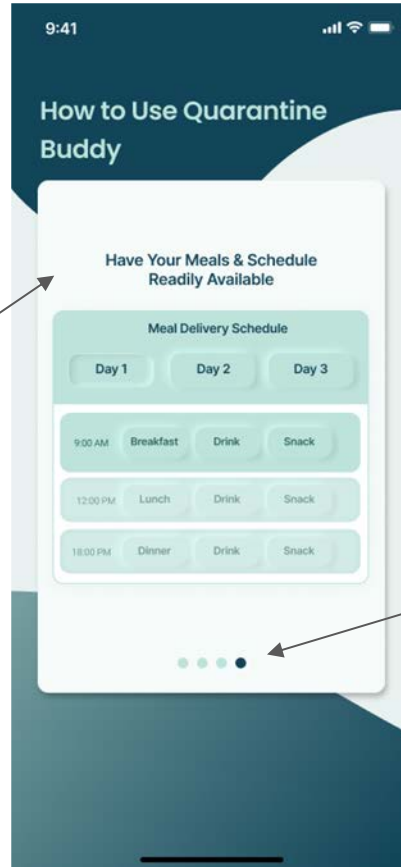 9:41
How to Use Quarantine
Buddy
Have Your Meals & Schedule
Readily Available
Meal Delivery Schedule
Day 1 Day 2 Day 3
9:00 AM Breakfast Drink Snack
12:00 PM Lunch Drink Snack
18:00 PM Dinner Drink Snack